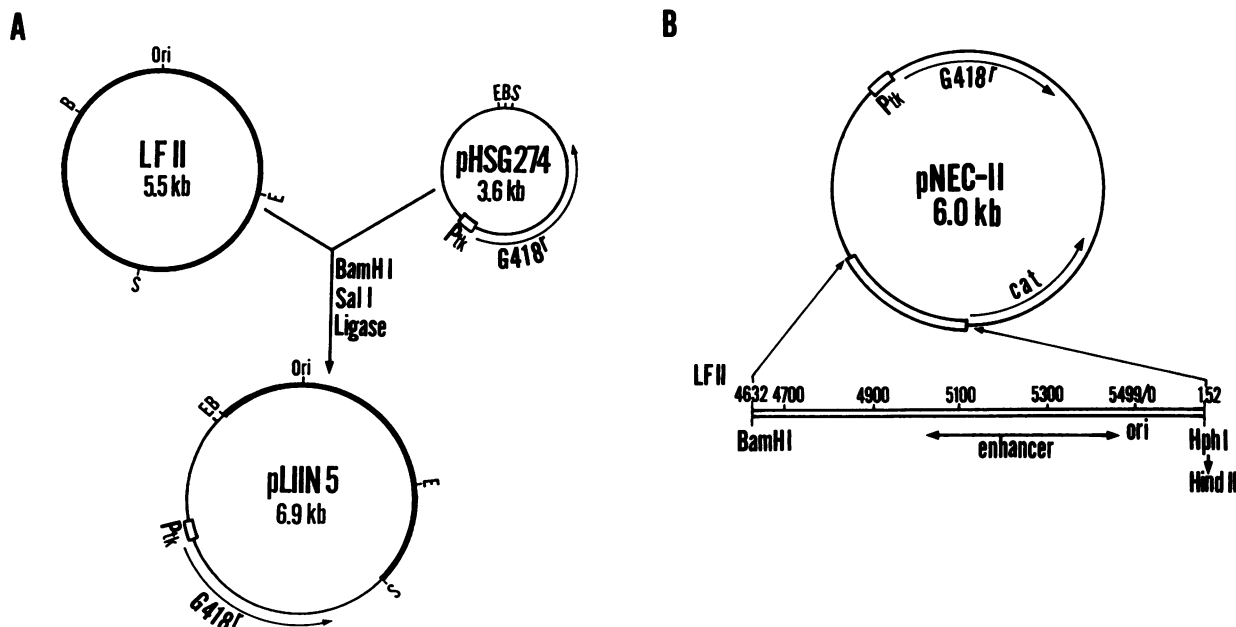 A
Ori
B
LF II
5.5 kb
E
S
EBS
pHSG274
3.6 kb
Ptk
G418r
BamH I
Sal I
Ligase
Ori
EB
pLIIN 5
6.9 kb
E
Ptk
S
G418r
B
Ptk
G418r
pNEC-II
6.0 kb
cat
LF II
4632 4700 4900 5100 5300 5499/0 152
BamH I
enhancer
ori
Hph I
Hind II